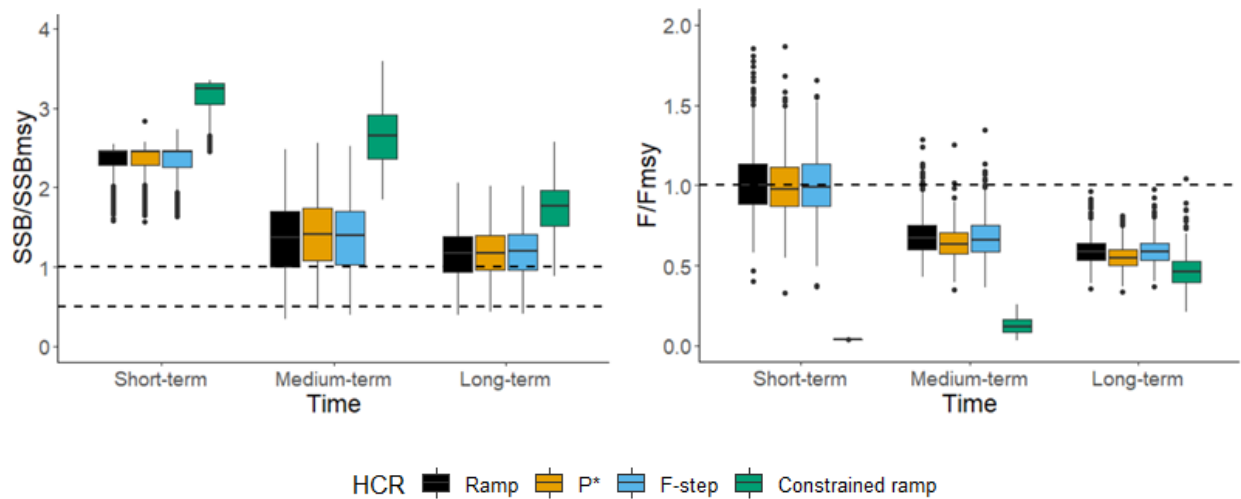 SSB/SSBmsy
4
3
2
1
0
Short-term Medium-term Long-term
Time
F/Fmsy
2.0
1.5
1.0
0.5
0.0
Short-term Medium-term Long-term
Time
HCR Ramp P* F-step Constrained ramp